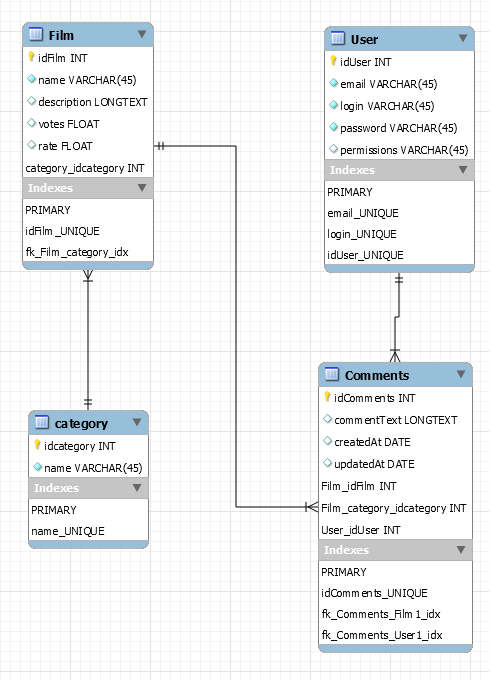 Film
idFilm INT
name VARCHAR(45)
description LONGTEXT
votes FLOAT
rate FLOAT
category_idcategory INT
Indexes
PRIMARY
idFilm _UNIQUE
fk_Film_category_idx
User
idUser INT
email VARCHAR(45)
login VARCHAR(45)
password VARCHAR(45)
permissions VARCHAR(45)
Indexes
PRIMARY
email_UNIQUE
login_UNIQUE
idUser_UNIQUE
category
idcategory INT
name VARCHAR(45)
Indexes
PRIMARY
name_UNIQUE
Comments
idComments INT
commentText LONGTEXT
createdAt DATE
updatedAt DATE
Film_idFilm INT
Film_category_idcategory INT
User_idUser INT
Indexes
PRIMARY
idComments_UNIQUE
fk_Comments_Film1_idx
fk_Comments_User1_idx